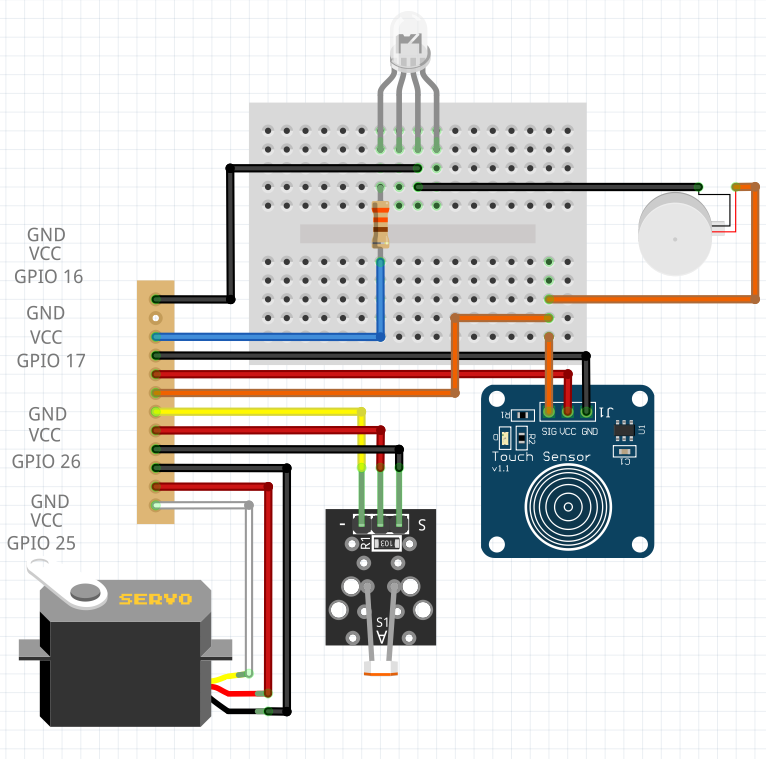 GND
VCC
GPIO 16
GND
VCC
GPIO 17
GND
VCC
GPIO 26
GND
VCC
GPIO 25
SERVO
- S
R1
103
S1
J1
R1
SIG VCC GND
D
R2
U1
C1
Touch Sensor
v1.1